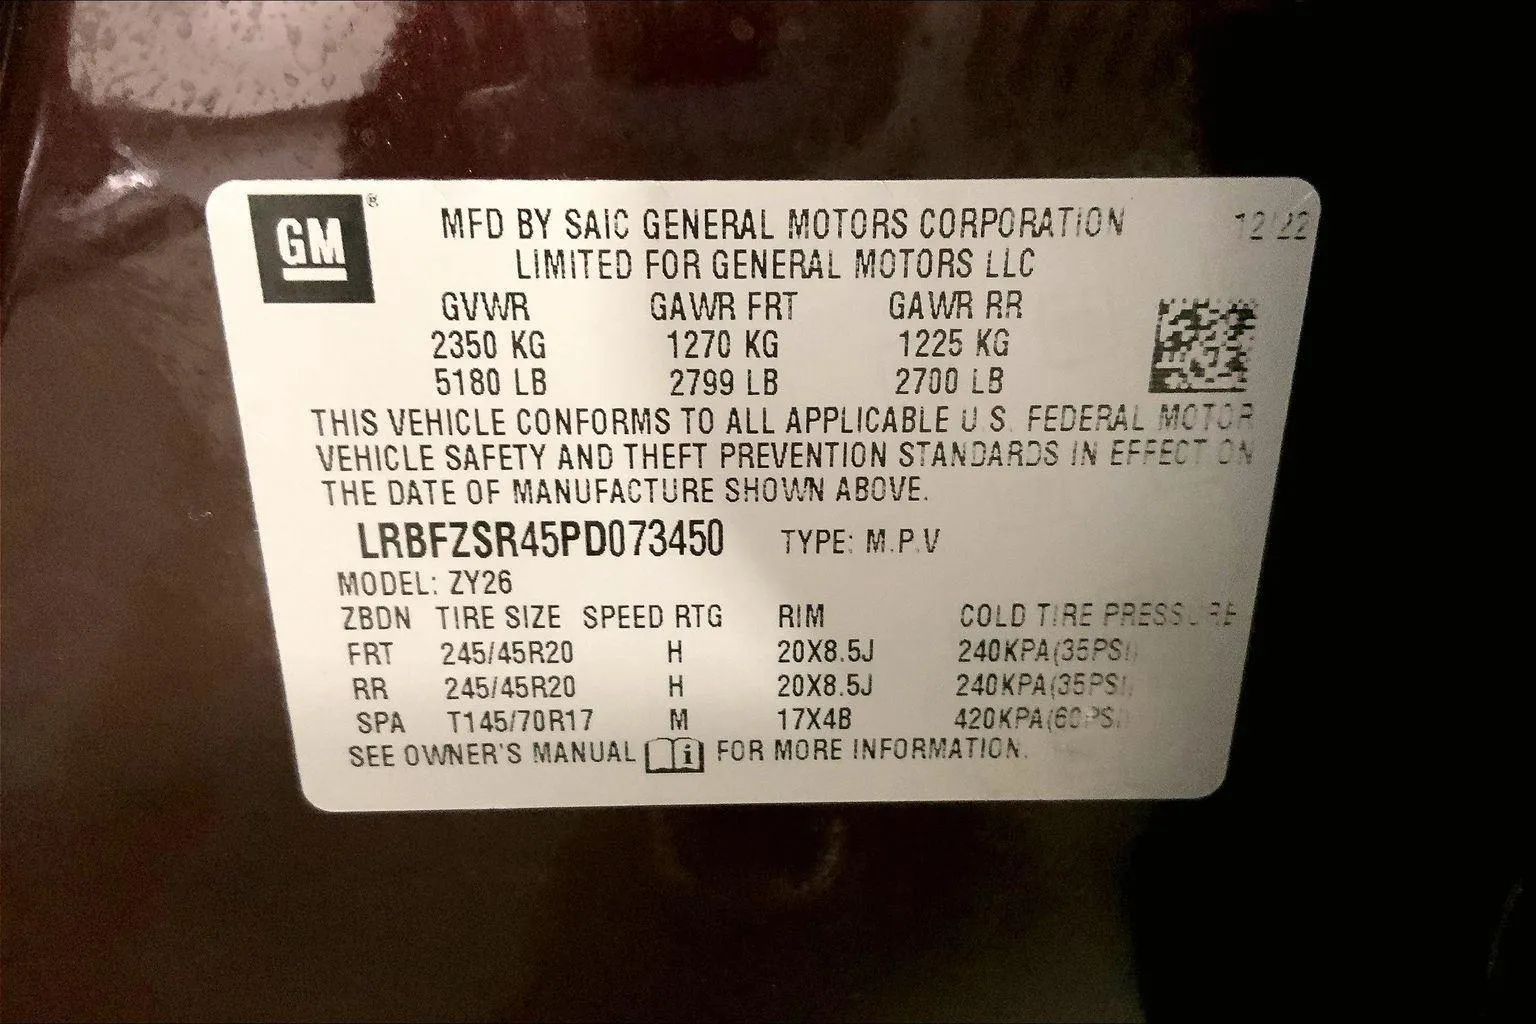 GM ®
MFD BY SAIC GENERAL MOTORS CORPORATION 12/22
LIMITED FOR GENERAL MOTORS LLC
GVWR GAWR FRT GAWR RR
2350 KG 1270 KG 1225 KG
5180 LB 2799 LB 2700 LB
THIS VEHICLE CONFORMS TO ALL APPLICABLE U.S. FEDERAL MOTOR
VEHICLE SAFETY AND THEFT PREVENTION STANDARDS IN EFFECT ON
THE DATE OF MANUFACTURE SHOWN ABOVE.
LRBFZSR45PD073450 TYPE: M.P.V
MODEL: ZY26
ZBDN TIRE SIZE SPEED RTG RIM COLD TIRE PRESSURE
FRT 245/45R20 H 20X8.5J 240KPA(35PSI)
RR 245/45R20 H 20X8.5J 240KPA(35PSI)
SPA T145/70R17 M 17X4B 420KPA(60PSI)
SEE OWNER'S MANUAL i FOR MORE INFORMATION.